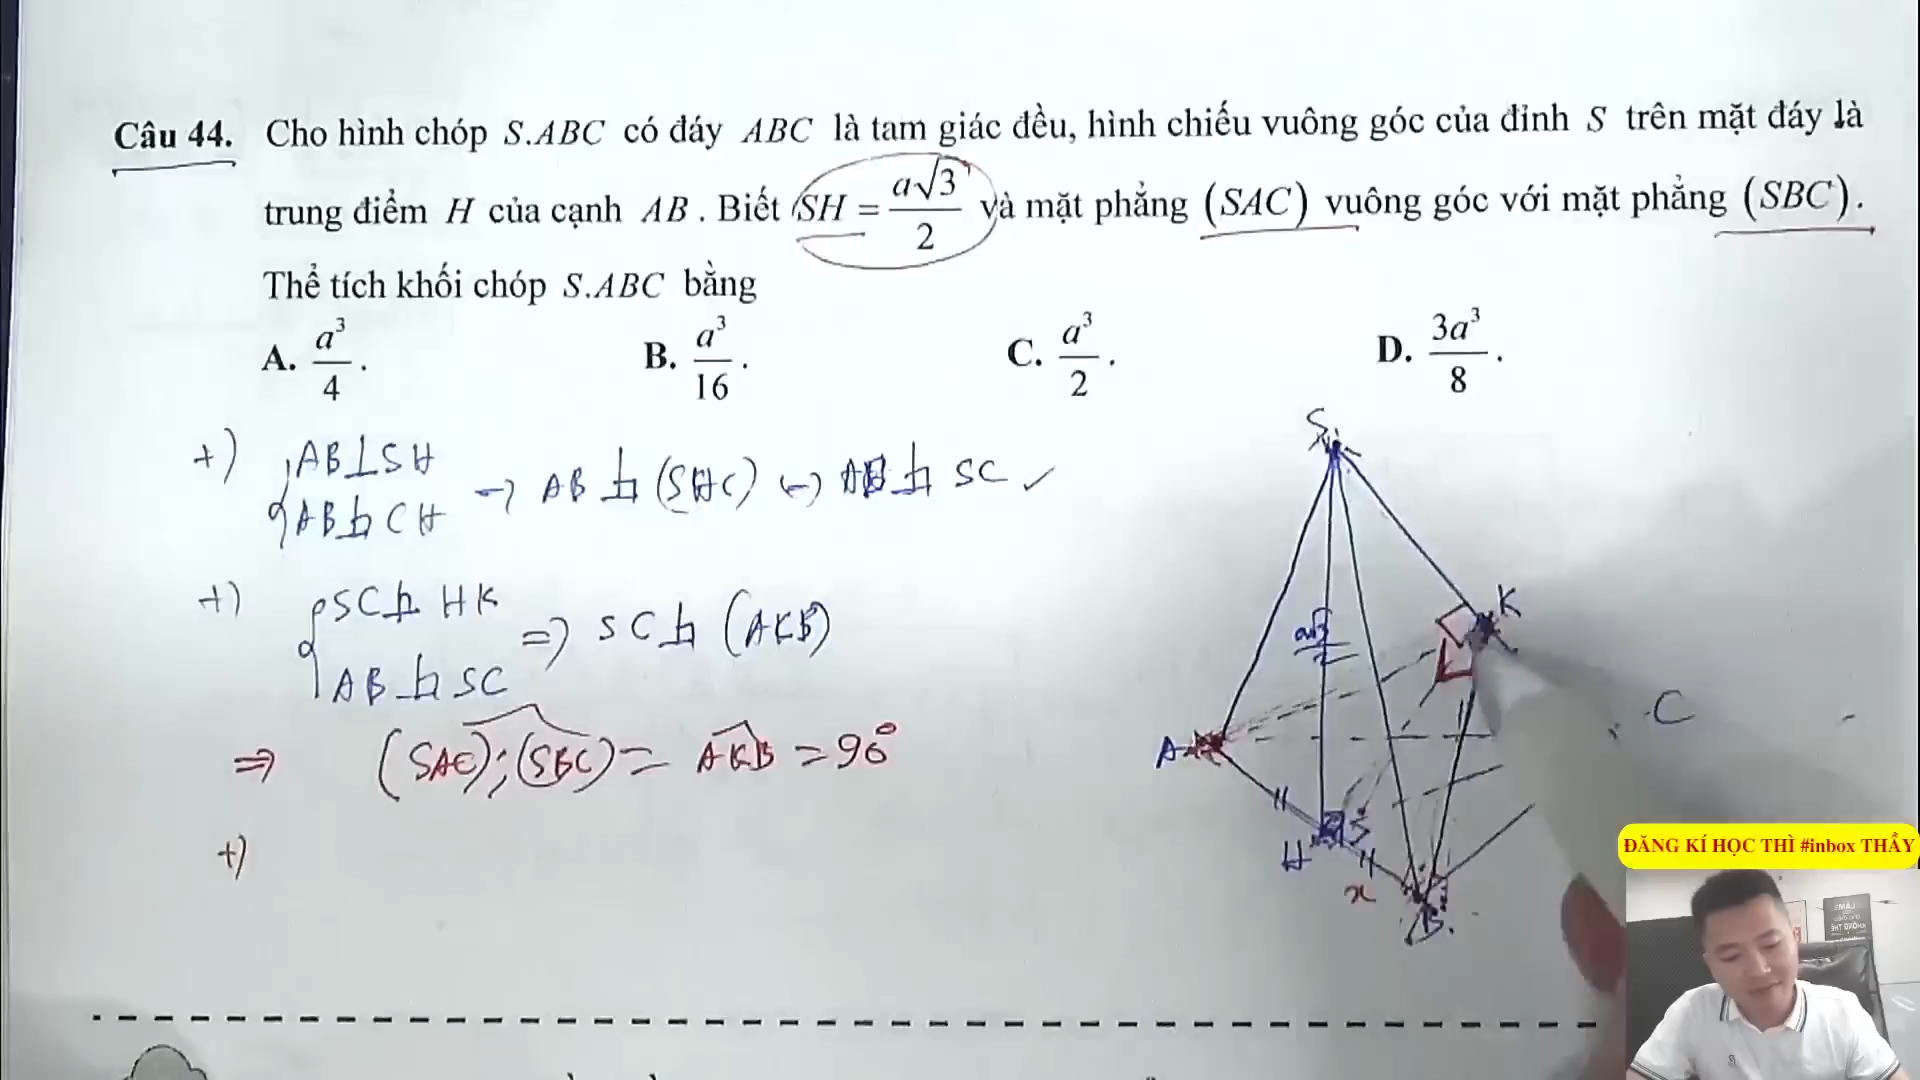 Câu 44. Cho hình chóp S.ABC có đáy ABC là tam giác đều, hình chiếu vuông góc của đỉnh S trên mặt đáy là
trung điểm H của cạnh AB. Biết SH = a√3/2 và mặt phẳng (SAC) vuông góc với mặt phẳng (SBC).
Thể tích khối chóp S.ABC bằng
A. a³/4. B. a³/16. C. a³/2. D. 3a³/8.
+) AB ⊥ SH
AB ⊥ CH → AB ⊥ (SHC) ↔ AB ⊥ SC ✓
+) SC ⊥ HK
AB ⊥ SC ⇒ SC ⊥ (AKB)
⇒ (SAC);(SBC) = AKB = 90°
+)
S
K
a√3/2
C
A
H
x
B
ĐĂNG KÍ HỌC THÌ #inbox THẦY